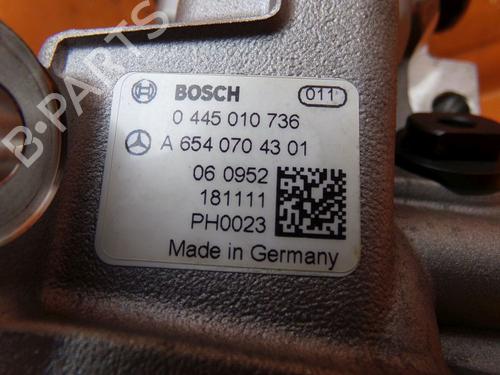 B-PARTS
BOSCH 011
0 445 010 736
A 654 070 43 01
06 0952
181111
PH0023
Made in Germany